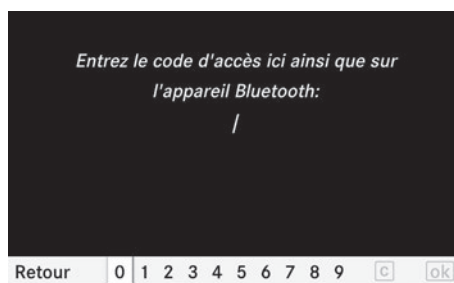 Entrez le code d'accès ici ainsi que sur
l'appareil Bluetooth:
Retour 0 1 2 3 4 5 6 7 8 9 c ok